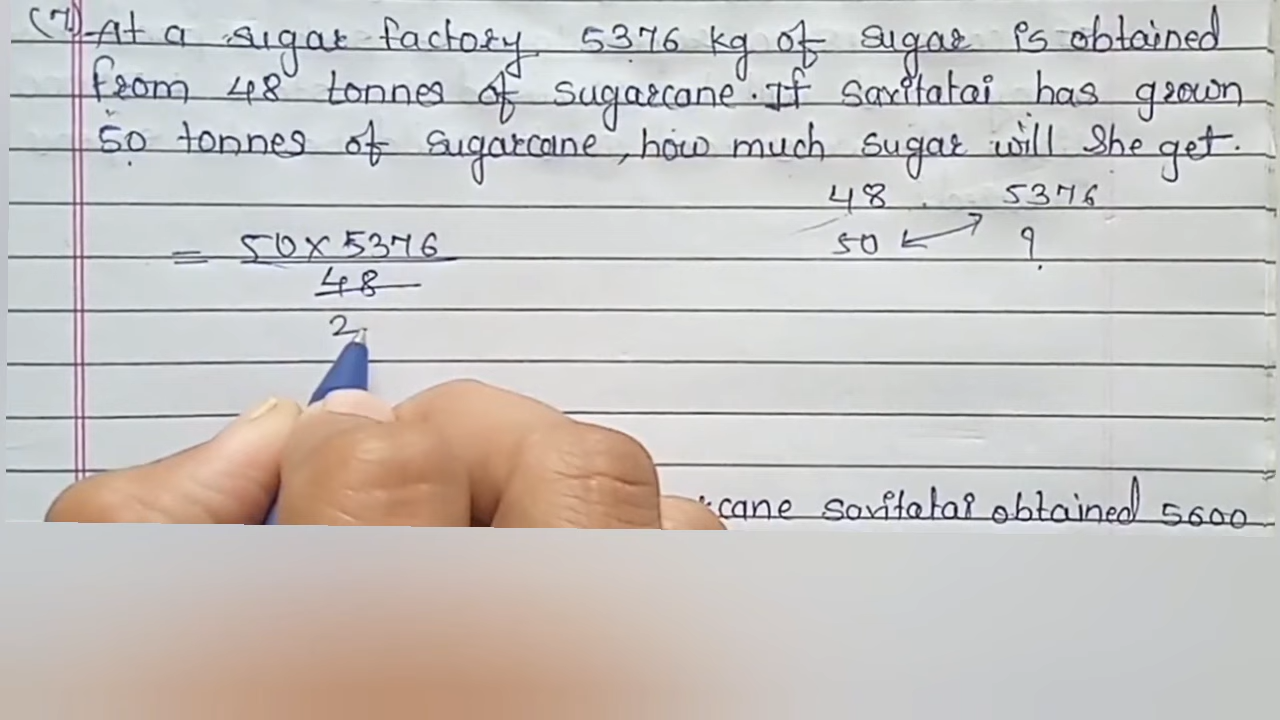 (7) At a sugar factory 5376 kg of sugar is obtained
from 48 tonnes of sugarcane. If Savitatai has grown
50 tonnes of sugarcane, how much sugar will she get.
48 5376
50 ?
= 50 × 5376
48
2
cane savitatai obtained 5600